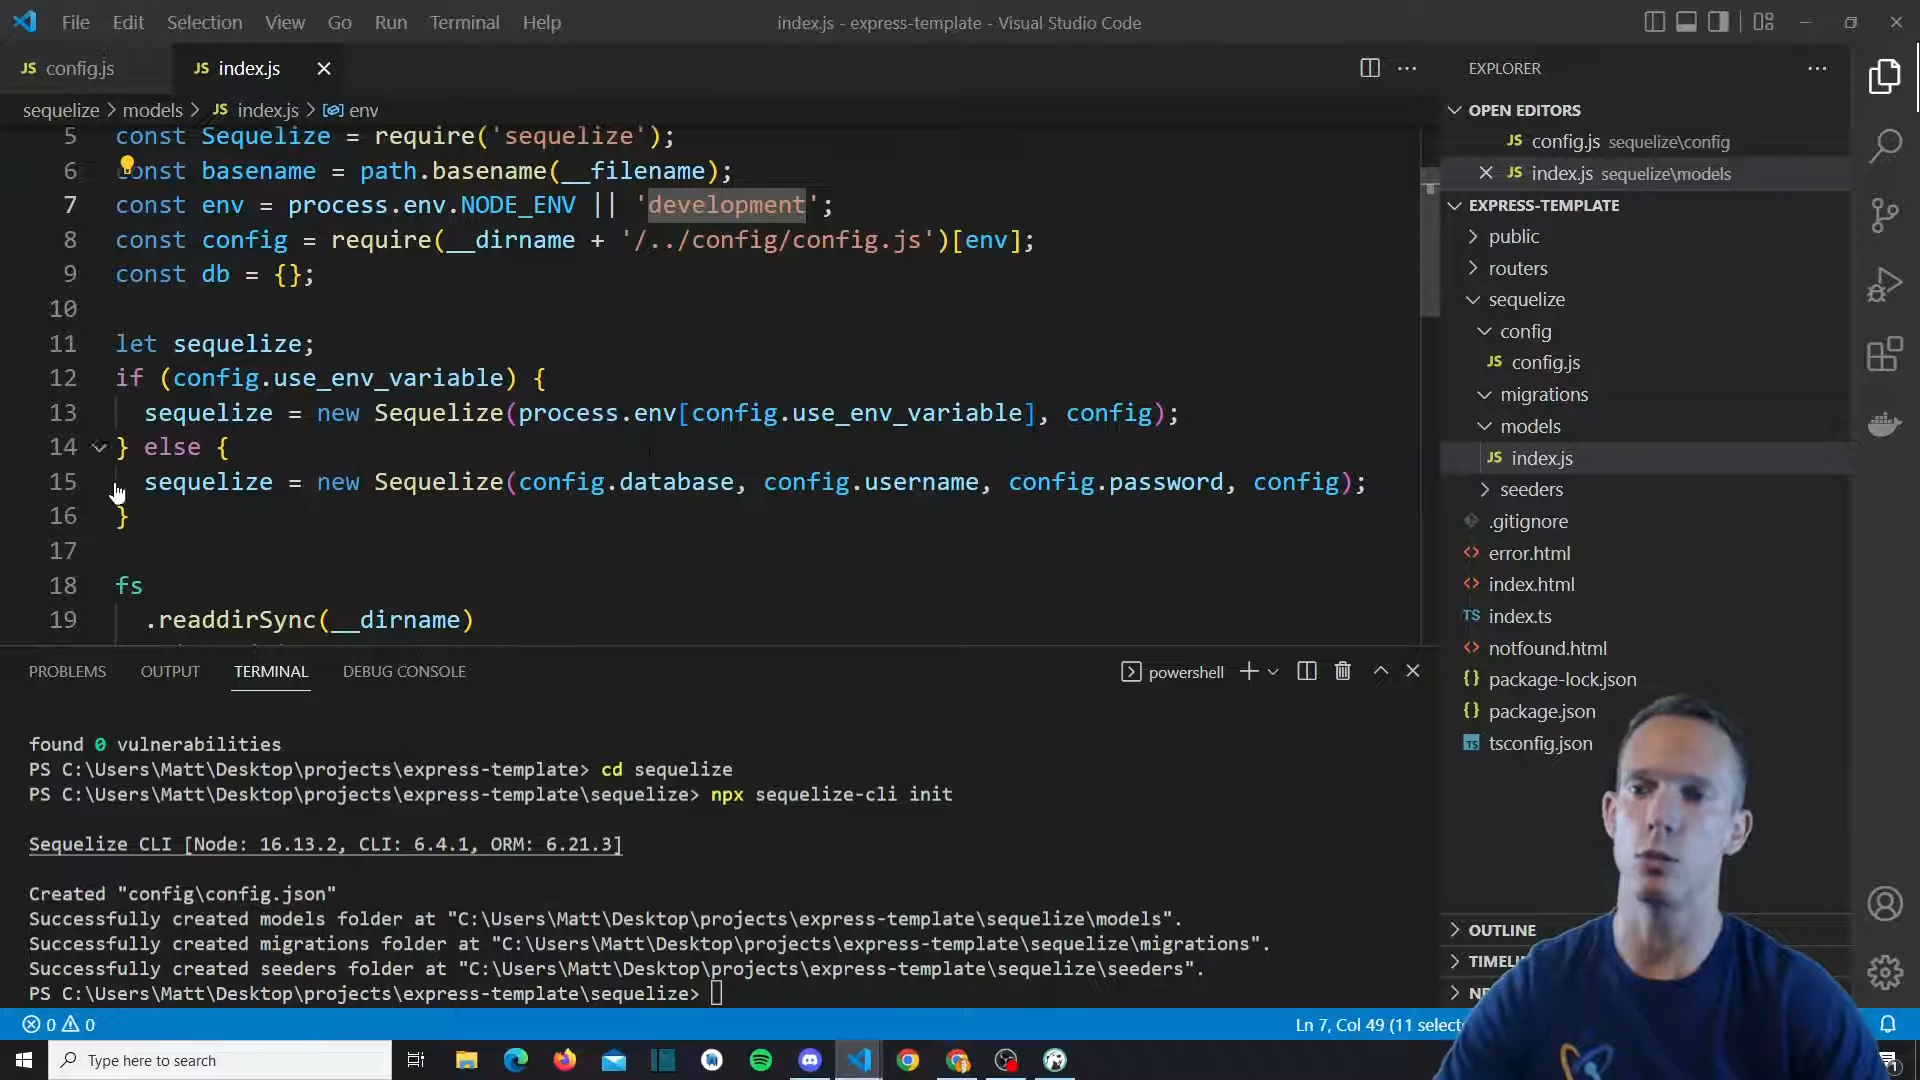 File Edit Selection View Go Run Terminal Help
index.js - express-template - Visual Studio Code
JS config.js
JS index.js
sequelize > models > JS index.js > env
5 const Sequelize = require('sequelize');
6 const basename = path.basename(__filename);
7 const env = process.env.NODE_ENV || 'development';
8 const config = require(__dirname + '/../config/config.js')[env];
9 const db = {};
10
11 let sequelize;
12 if (config.use_env_variable) {
13 sequelize = new Sequelize(process.env[config.use_env_variable], config);
14 } else {
15 sequelize = new Sequelize(config.database, config.username, config.password, config);
16 }
17
18 fs
19 .readdirSync(__dirname)
PROBLEMS OUTPUT TERMINAL DEBUG CONSOLE
powershell
found 0 vulnerabilities
PS C:\Users\Matt\Desktop\projects\express-template> cd sequelize
PS C:\Users\Matt\Desktop\projects\express-template\sequelize> npx sequelize-cli init
Sequelize CLI [Node: 16.13.2, CLI: 6.4.1, ORM: 6.21.3]
Created "config\config.json"
Successfully created models folder at "C:\Users\Matt\Desktop\projects\express-template\sequelize\models".
Successfully created migrations folder at "C:\Users\Matt\Desktop\projects\express-template\sequelize\migrations".
Successfully created seeders folder at "C:\Users\Matt\Desktop\projects\express-template\sequelize\seeders".
PS C:\Users\Matt\Desktop\projects\express-template\sequelize>
EXPLORER
OPEN EDITORS
JS config.js sequelize\config
JS index.js sequelize\models
EXPRESS-TEMPLATE
public
routers
sequelize
config
JS config.js
migrations
models
JS index.js
seeders
.gitignore
<> error.html
<> index.html
TS index.ts
<> notfound.html
{} package-lock.json
{} package.json
TS tsconfig.json
OUTLINE
0 0
Ln 7, Col 49
Type here to search
1